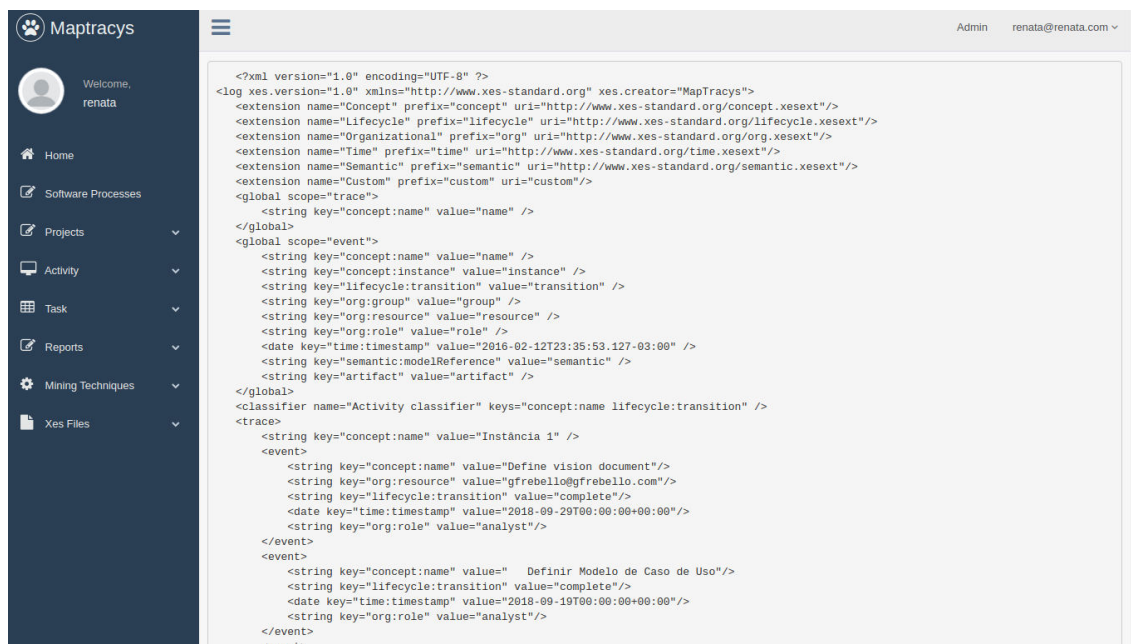 Maptracys
Admin renata@renata.com
Welcome,
renata
Home
Software Processes
Projects
Activity
Task
Reports
Mining Techniques
Xes Files
<?xml version="1.0" encoding="UTF-8" ?>
<log xes.version="1.0" xmlns="http://www.xes-standard.org" xes.creator="MapTracys">
<extension name="Concept" prefix="concept" uri="http://www.xes-standard.org/concept.xesext"/>
<extension name="Lifecycle" prefix="lifecycle" uri="http://www.xes-standard.org/lifecycle.xesext"/>
<extension name="Organizational" prefix="org" uri="http://www.xes-standard.org/org.xesext"/>
<extension name="Time" prefix="time" uri="http://www.xes-standard.org/time.xesext"/>
<extension name="Semantic" prefix="semantic" uri="http://www.xes-standard.org/semantic.xesext"/>
<extension name="Custom" prefix="custom" uri="custom"/>
<global scope="trace">
<string key="concept:name" value="name" />
</global>
<global scope="event">
<string key="concept:name" value="name" />
<string key="concept:instance" value="instance" />
<string key="lifecycle:transition" value="transition" />
<string key="org:group" value="group" />
<string key="org:resource" value="resource" />
<string key="org:role" value="role" />
<date key="time:timestamp" value="2016-02-12T23:35:53.127-03:00" />
<string key="semantic:modelReference" value="semantic" />
<string key="artifact" value="artifact" />
</global>
<classifier name="Activity classifier" keys="concept:name lifecycle:transition" />
<trace>
<string key="concept:name" value="Instância 1" />
<event>
<string key="concept:name" value="Define vision document"/>
<string key="org:resource" value="gfrebello@gfrebello.com"/>
<string key="lifecycle:transition" value="complete"/>
<date key="time:timestamp" value="2018-09-29T00:00:00+00:00"/>
<string key="org:role" value="analyst"/>
</event>
<event>
<string key="concept:name" value="   Definir Modelo de Caso de Uso"/>
<string key="lifecycle:transition" value="complete"/>
<date key="time:timestamp" value="2018-09-19T00:00:00+00:00"/>
<string key="org:role" value="analyst"/>
</event>